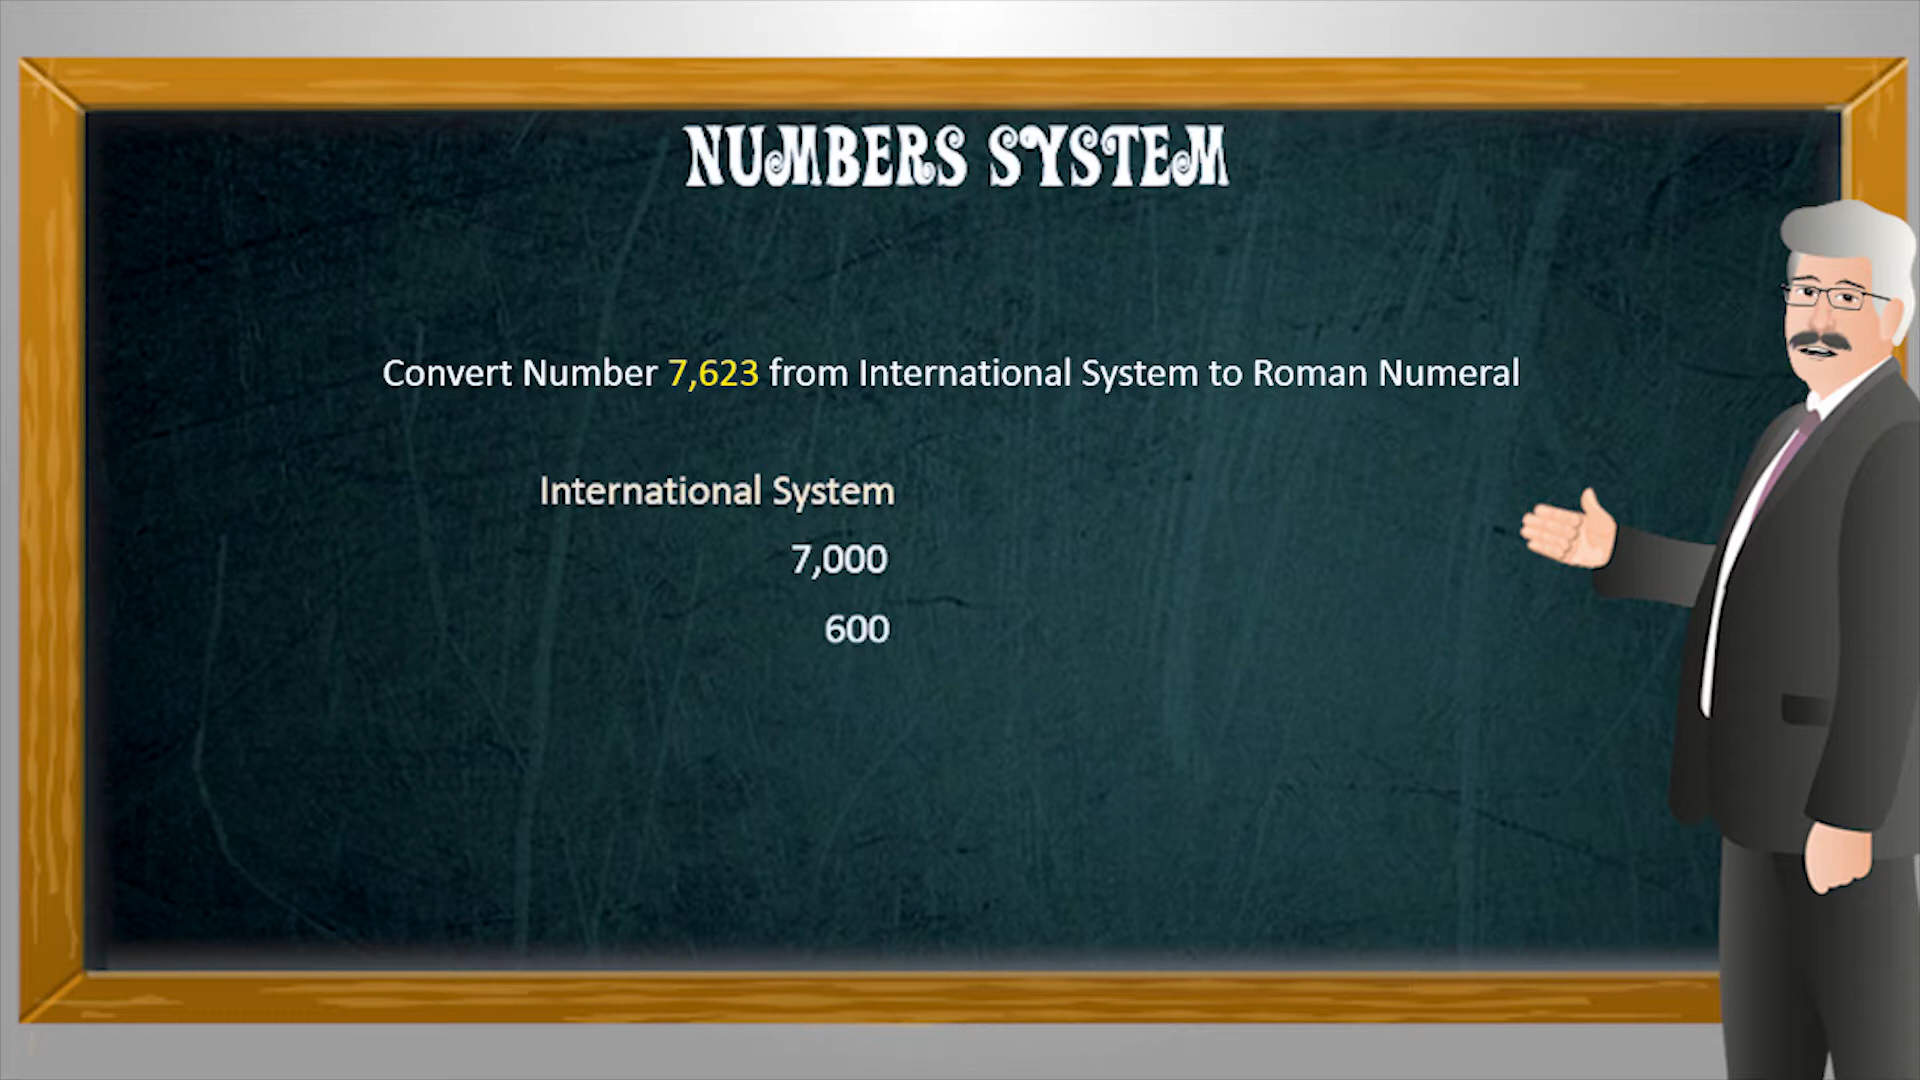 NUMBERS SYSTEM
Convert Number 7,623 from International System to Roman Numeral
International System
7,000
600